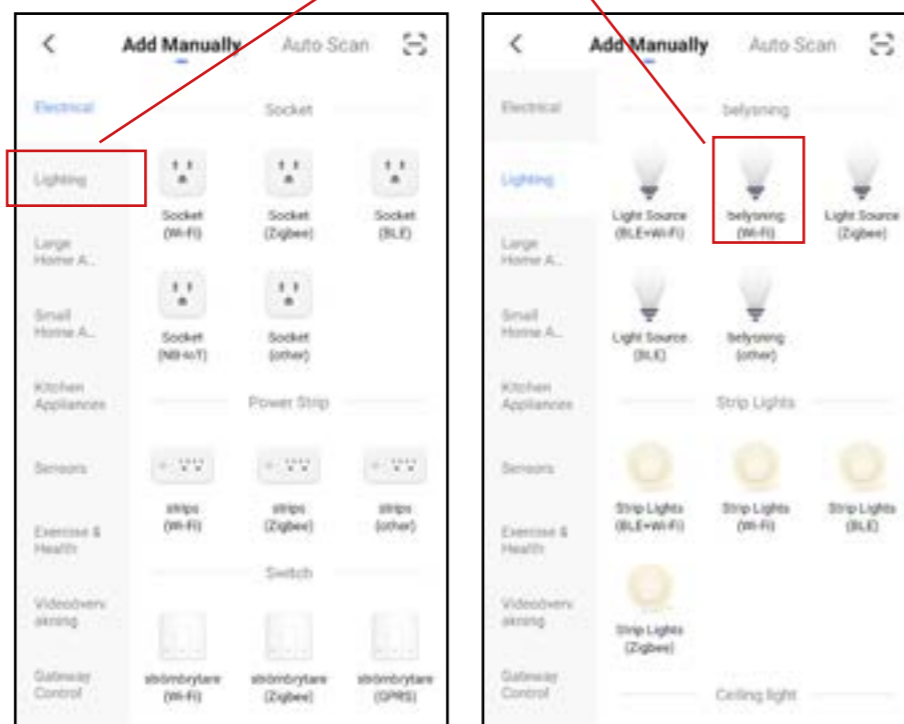 Add Manually Auto Scan
Electrical
Lighting
Large
Home A...
Small
Home A...
Kitchen
Appliances
Sensors
Exercise &
Health
Videoöverv
akning
Gateway
Control
Socket
Socket
(Wi-Fi)
Socket
(Zigbee)
Socket
(BLE)
Socket
(NB-IoT)
Socket
(other)
Power Strip
strips
(Wi-Fi)
strips
(Zigbee)
strips
(other)
Switch
strömbrytare
(Wi-Fi)
strömbrytare
(Zigbee)
strömbrytare
(GPRS)
Add Manually Auto Scan
Electrical
Lighting
Large
Home A...
Small
Home A...
Kitchen
Appliances
Sensors
Exercise &
Health
Videoöverv
akning
Gateway
Control
belysning
Light Source
(BLE+Wi-Fi)
belysning
(Wi-Fi)
Light Source
(Zigbee)
Light Source
(BLE)
belysning
(other)
Strip Lights
Strip Lights
(BLE+Wi-Fi)
Strip Lights
(Wi-Fi)
Strip Lights
(BLE)
Strip Lights
(Zigbee)
Ceiling light